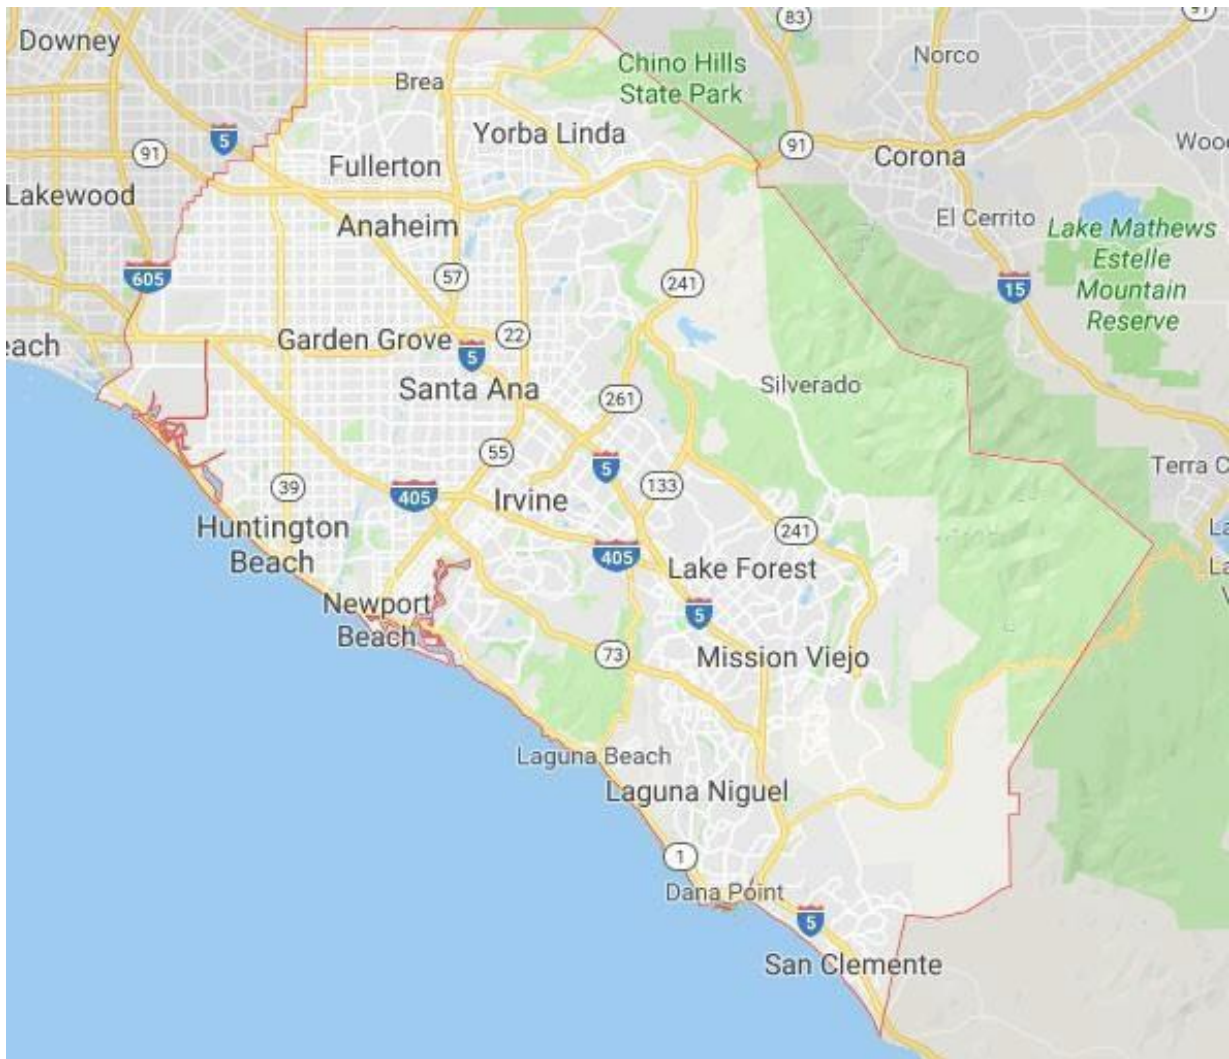 83
91
Downey
Norco
Chino Hills
State Park
Brea
5
Yorba Linda
91
91
Corona
Fullerton
Lakewood
Anaheim
El Cerrito
Lake Mathews
Estelle
Mountain
Reserve
605
57
241
15
22
Garden Grove
5
each
Santa Ana
Silverado
261
55
5
Terra C
39
405
Irvine
133
Huntington
Beach
241
405
Lake Forest
Newport
Beach
5
73
Mission Viejo
Laguna Beach
Laguna Niguel
1
Dana Point
5
San Clemente